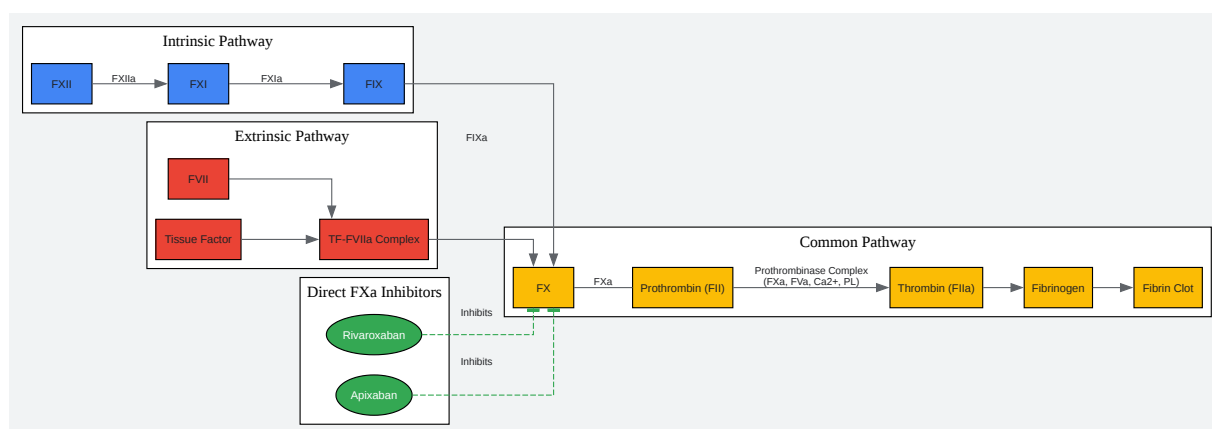 Intrinsic Pathway
FXII
FXIIa
FXI
FXIa
FIX
Extrinsic Pathway
FIXa
FVII
Tissue Factor
TF-FVIIa Complex
Common Pathway
FX
FXa
Prothrombin (FII)
Prothrombinase Complex
(FXa, FVa, Ca2+, PL)
Thrombin (FIIa)
Fibrinogen
Fibrin Clot
Direct FXa Inhibitors
Inhibits
Rivaroxaban
Inhibits
Apixaban